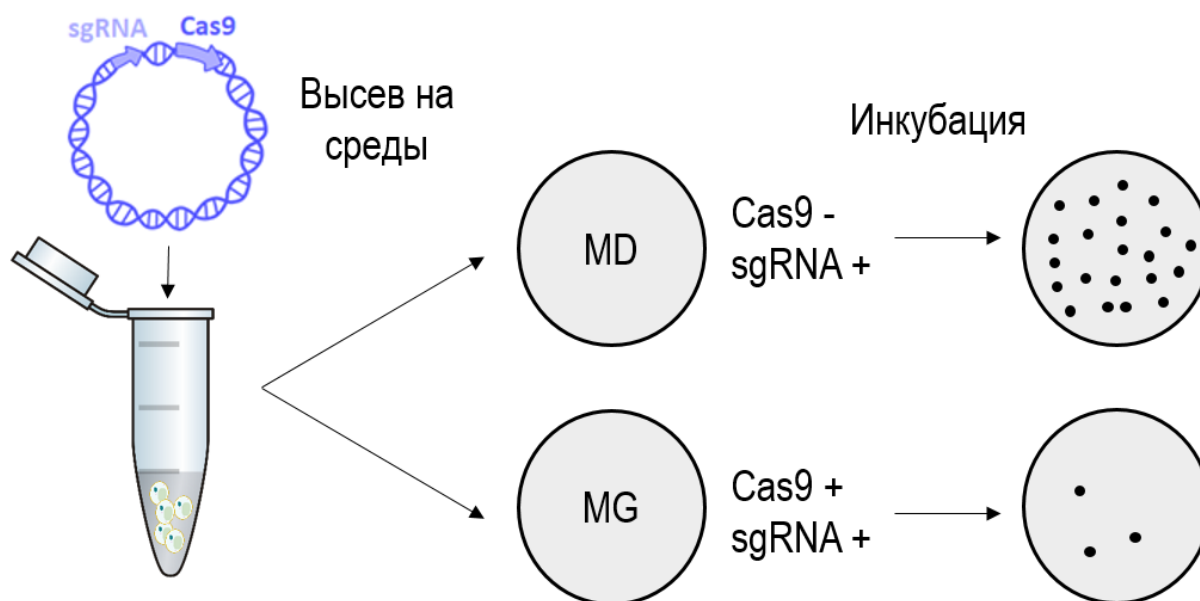 sgRNA Cas9
Высев на
среды
Инкубация
MD
Cas9 -
sgRNA +
MG
Cas9 +
sgRNA +